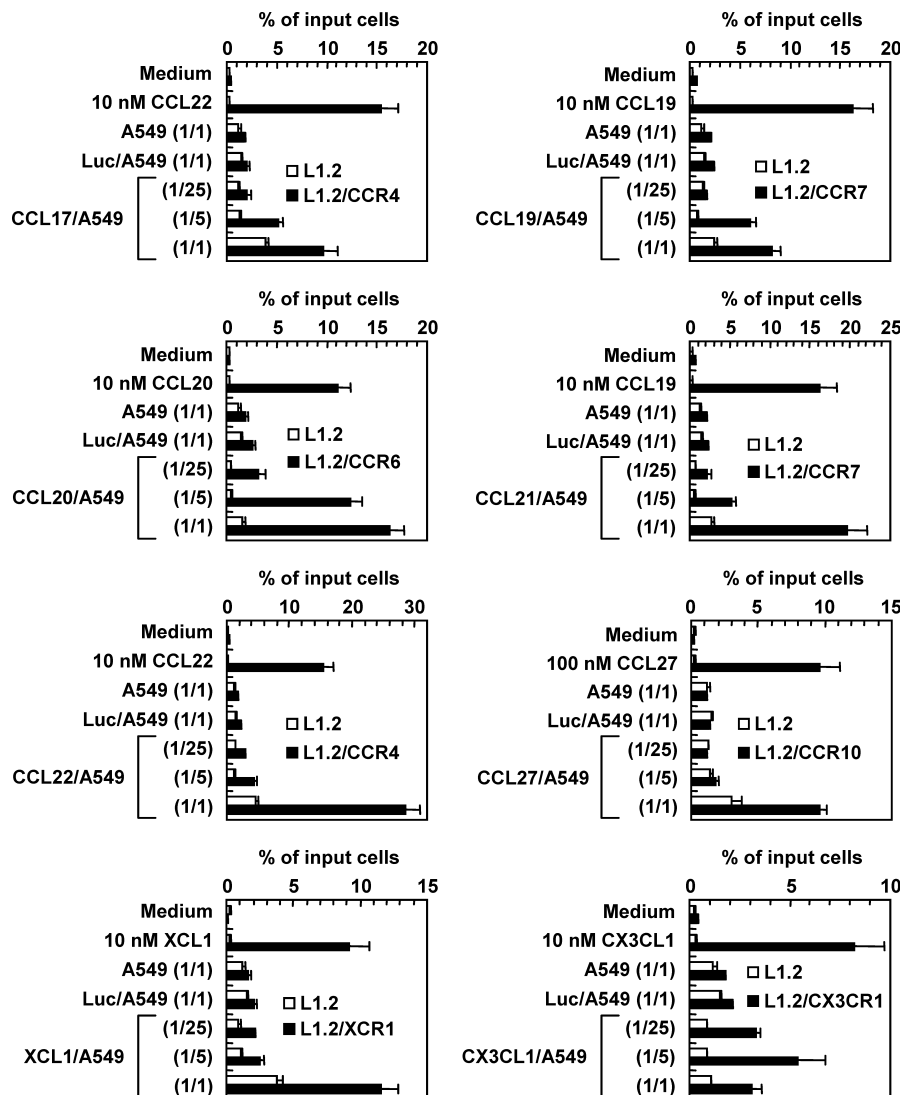 % of input cells
0 5 10 15 20
Medium
10 nM CCL22
A549 (1/1)
Luc/A549 (1/1)
(1/25)
CCL17/A549 (1/5)
(1/1)
L1.2
L1.2/CCR4
% of input cells
0 5 10 15 20
Medium
10 nM CCL19
A549 (1/1)
Luc/A549 (1/1)
(1/25)
CCL19/A549 (1/5)
(1/1)
L1.2
L1.2/CCR7
% of input cells
0 5 10 15 20
Medium
10 nM CCL20
A549 (1/1)
Luc/A549 (1/1)
(1/25)
CCL20/A549 (1/5)
(1/1)
L1.2
L1.2/CCR6
% of input cells
0 5 10 15 20 25
Medium
10 nM CCL19
A549 (1/1)
Luc/A549 (1/1)
(1/25)
CCL21/A549 (1/5)
(1/1)
L1.2
L1.2/CCR7
% of input cells
0 10 20 30
Medium
10 nM CCL22
A549 (1/1)
Luc/A549 (1/1)
(1/25)
CCL22/A549 (1/5)
(1/1)
L1.2
L1.2/CCR4
% of input cells
0 5 10 15
Medium
100 nM CCL27
A549 (1/1)
Luc/A549 (1/1)
(1/25)
CCL27/A549 (1/5)
(1/1)
L1.2
L1.2/CCR10
% of input cells
0 5 10 15
Medium
10 nM XCL1
A549 (1/1)
Luc/A549 (1/1)
(1/25)
XCL1/A549 (1/5)
(1/1)
L1.2
L1.2/XCR1
% of input cells
0 5 10
Medium
10 nM CX3CL1
A549 (1/1)
Luc/A549 (1/1)
(1/25)
CX3CL1/A549 (1/5)
(1/1)
L1.2
L1.2/CX3CR1